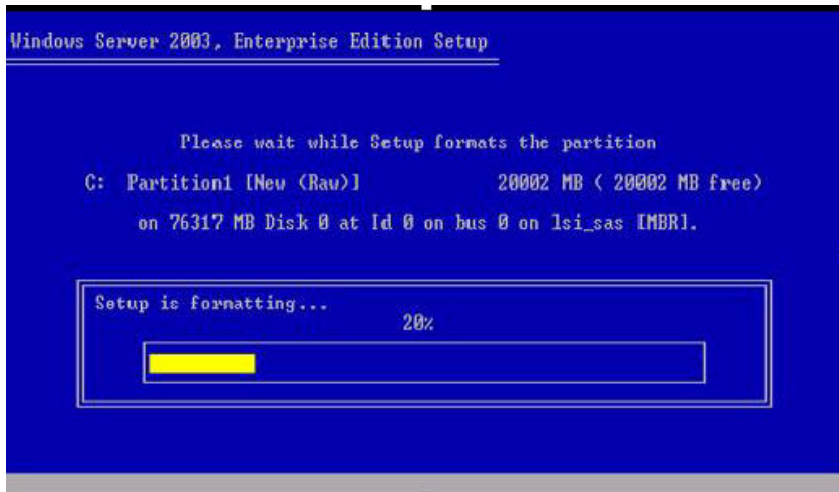 Windows Server 2003, Enterprise Edition Setup
Please wait while Setup formats the partition
C: Partition1 [New (Raw)] 20002 MB ( 20002 MB free)
on 76317 MB Disk 0 at Id 0 on bus 0 on lsi_sas [MBR].
Setup is formatting...
20%